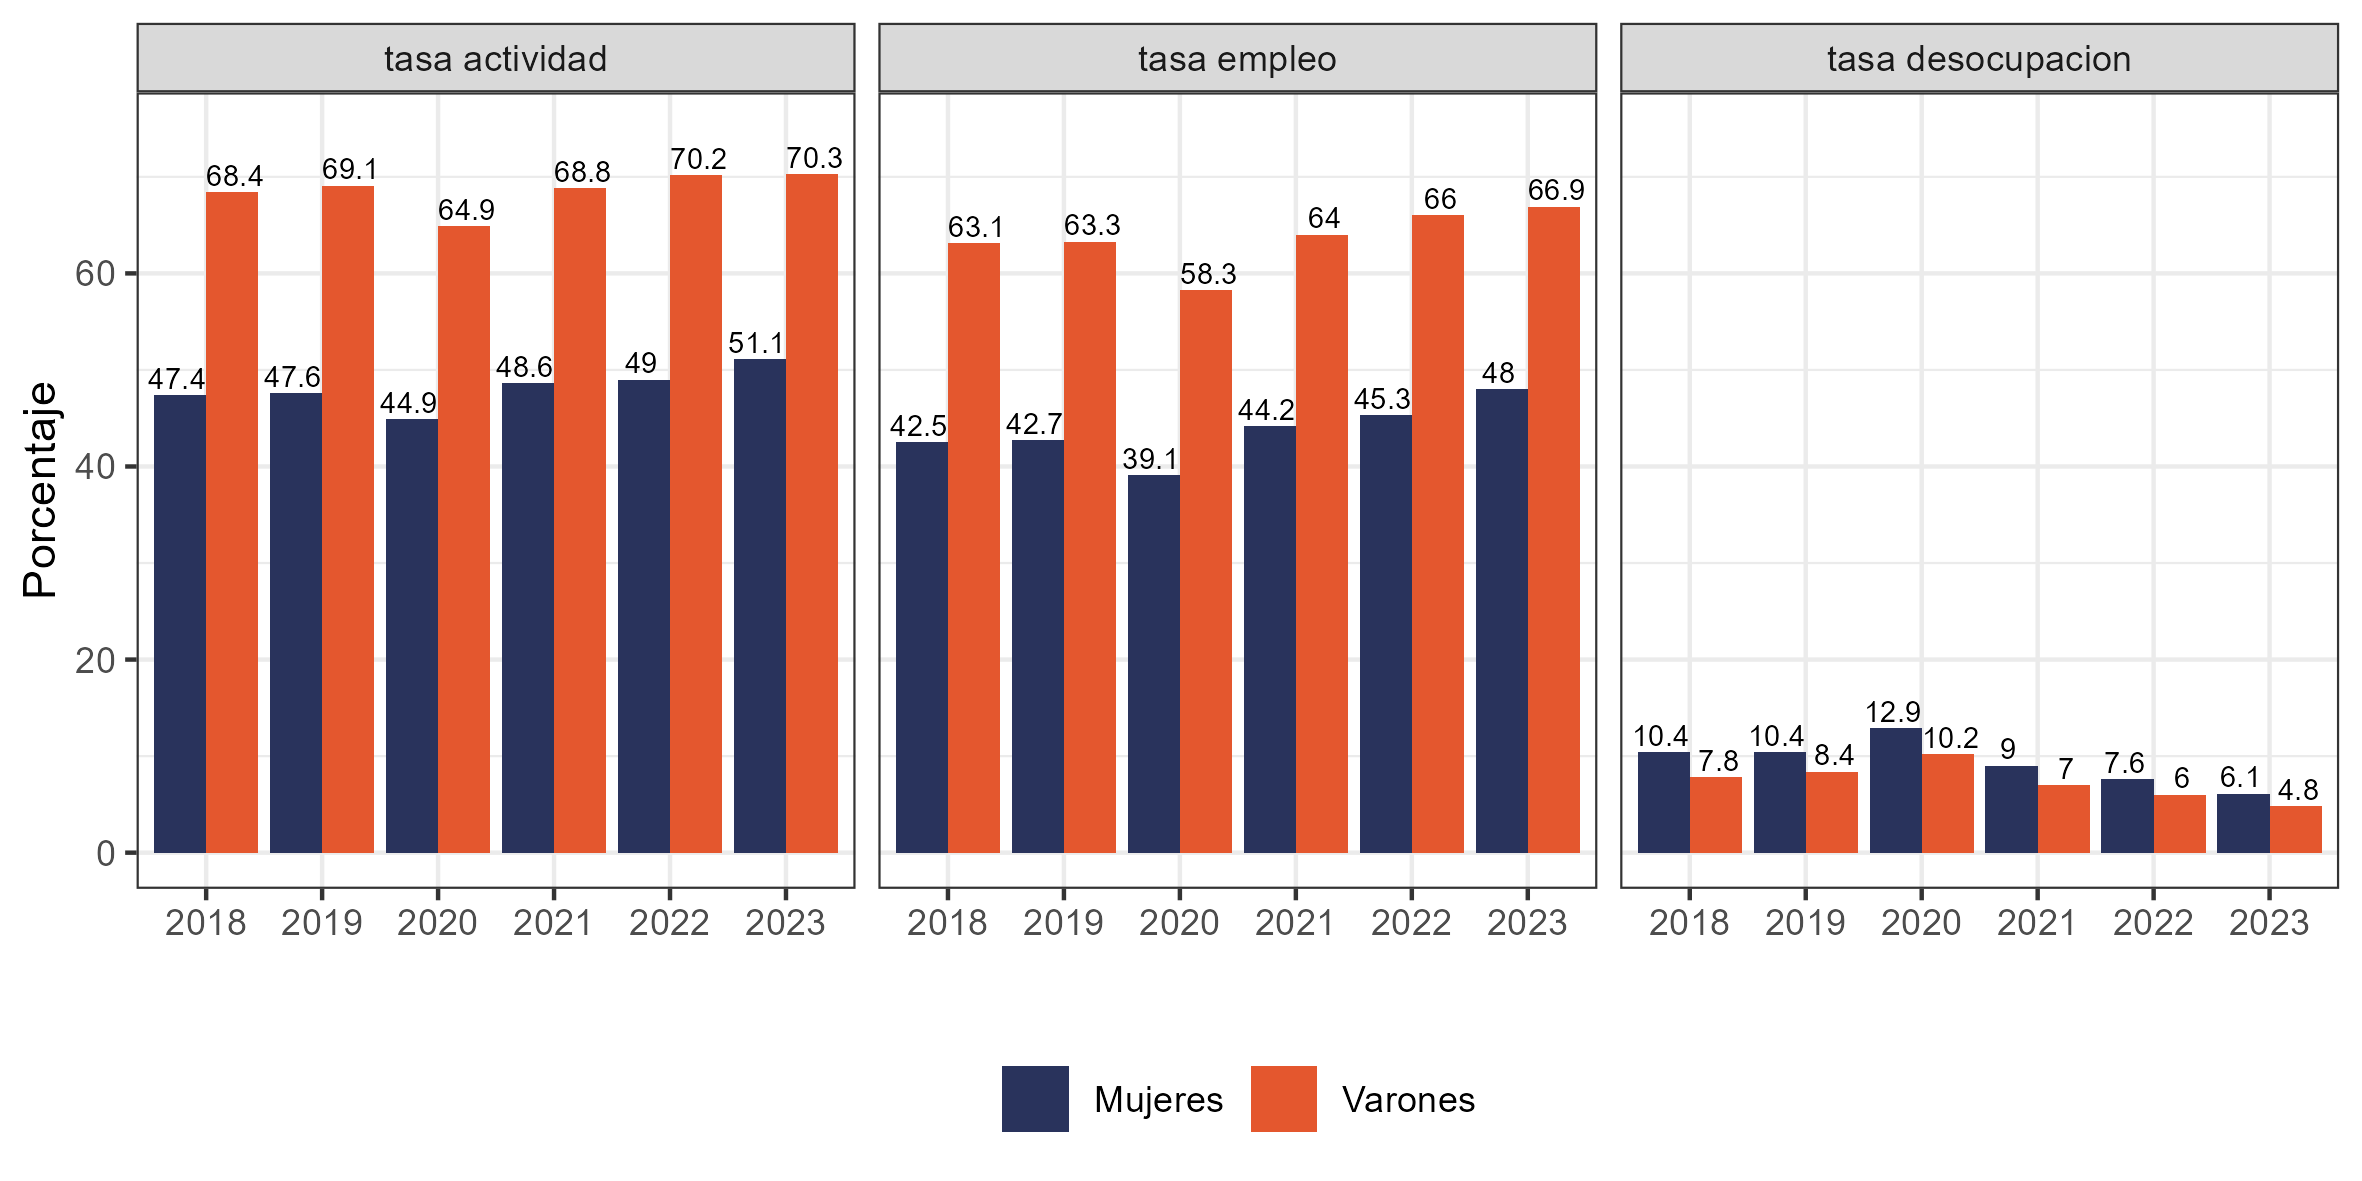 tasa actividad
tasa empleo
tasa desocupacion
Porcentaje
60
40
20
0
47.4 68.4 47.6 69.1 44.9 64.9 48.6 68.8 49 70.2 51.1 70.3
42.5 63.1 42.7 63.3 39.1 58.3 44.2 64 45.3 66 48 66.9
10.4 7.8 10.4 8.4 12.9 10.2 9 7 7.6 6 6.1 4.8
2018 2019 2020 2021 2022 2023
2018 2019 2020 2021 2022 2023
2018 2019 2020 2021 2022 2023
Mujeres
Varones